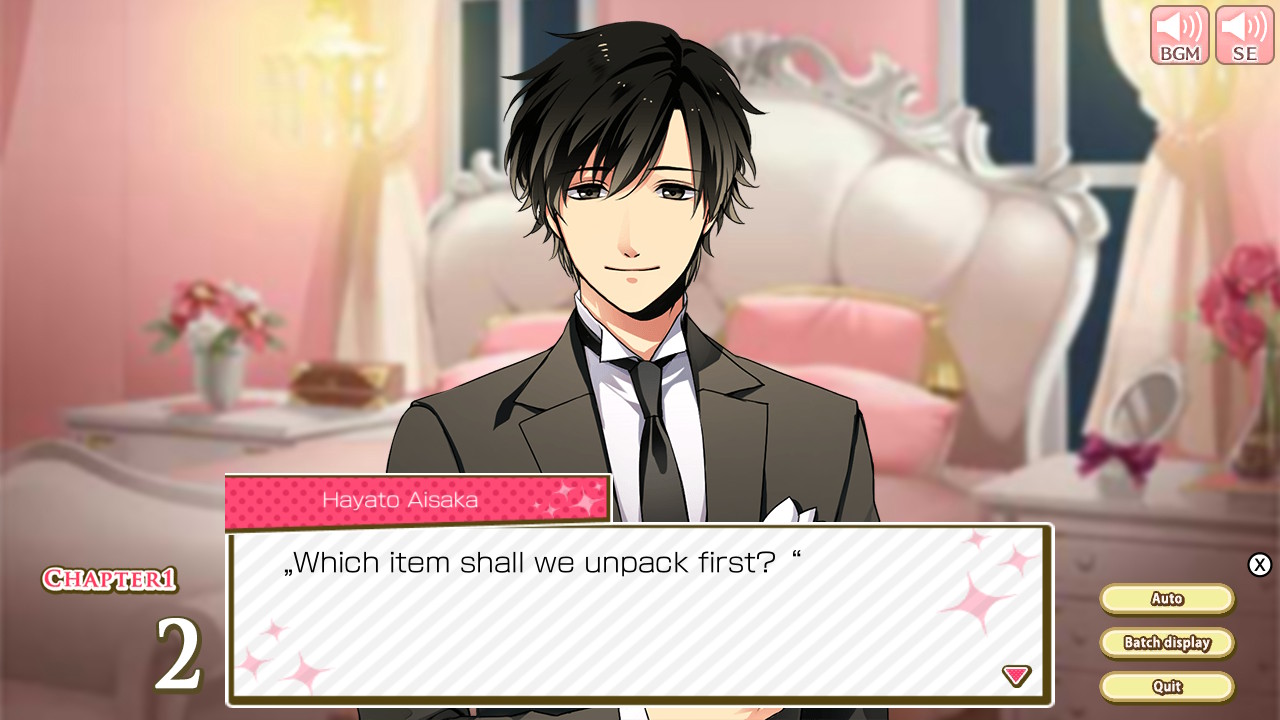 BGM SE
Hayato Aisaka
„Which item shall we unpack first? “
CHAPTER1
2
X
Auto
Batch display
Quit